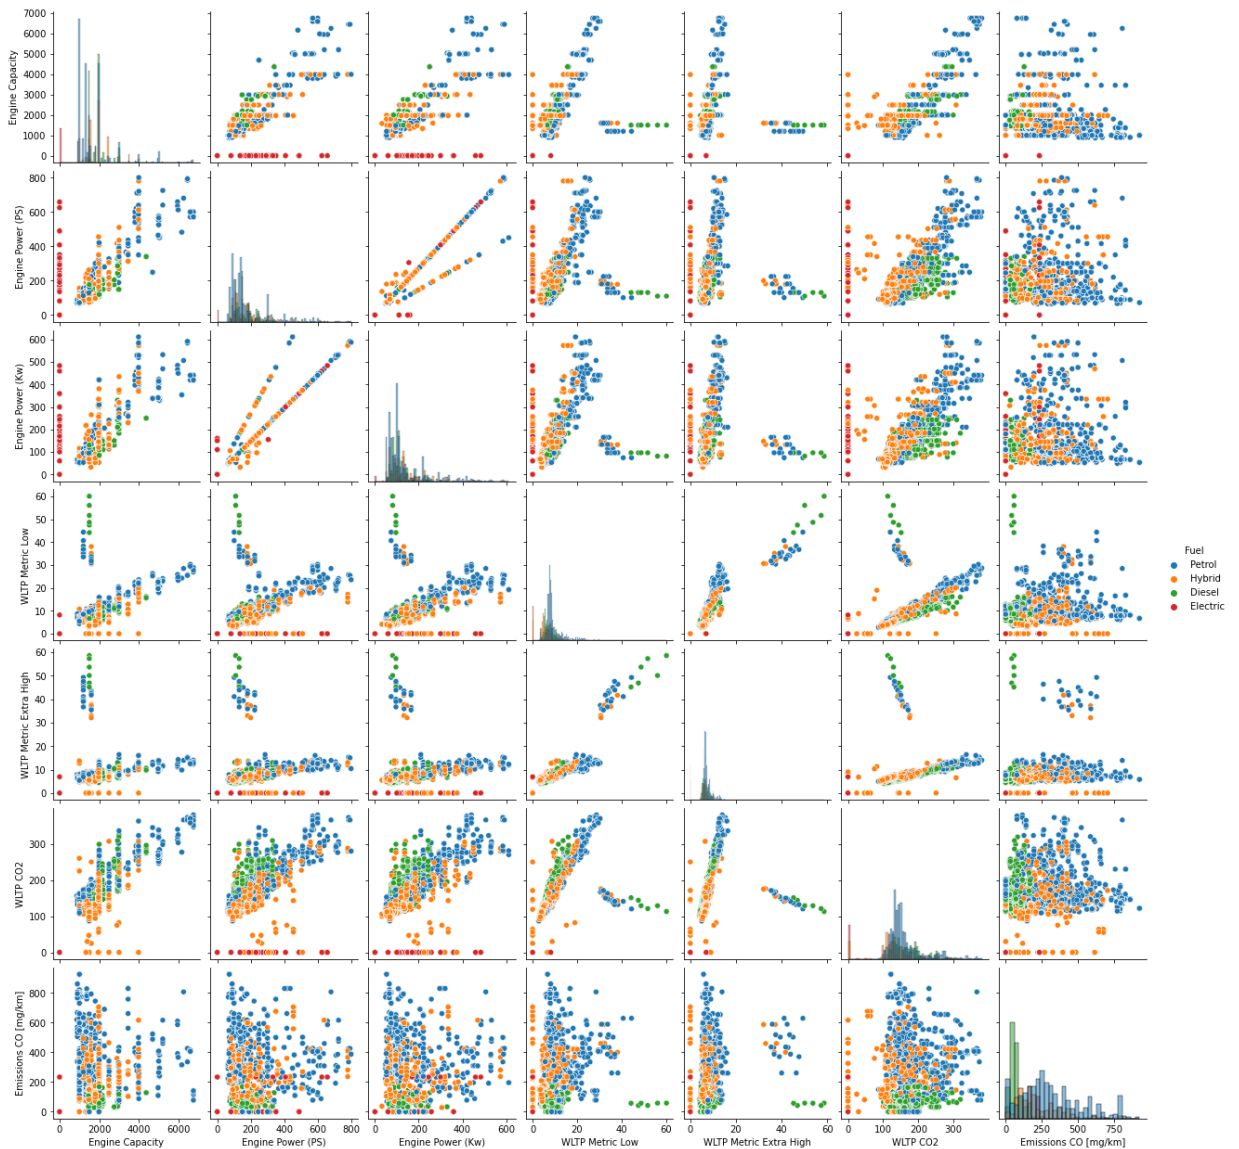 7000
6000
5000
4000
3000
2000
1000
0
Engine Capacity
800
600
400
200
0
Engine Power (PS)
600
500
400
300
200
100
0
Engine Power (Kw)
60
50
40
30
20
10
0
WLTP Metric Low
60
50
40
30
20
10
0
WLTP Metric Extra High
300
200
100
0
WLTP CO2
800
600
400
200
0
Emissions CO [mg/km]
0 2000 4000 6000
Engine Capacity
0 200 400 600 800
Engine Power (PS)
0 200 400 600
Engine Power (Kw)
0 20 40 60
WLTP Metric Low
0 20 40 60
WLTP Metric Extra High
0 100 200 300
WLTP CO2
0 250 500 750
Emissions CO [mg/km]
Fuel
Petrol
Hybrid
Diesel
Electric